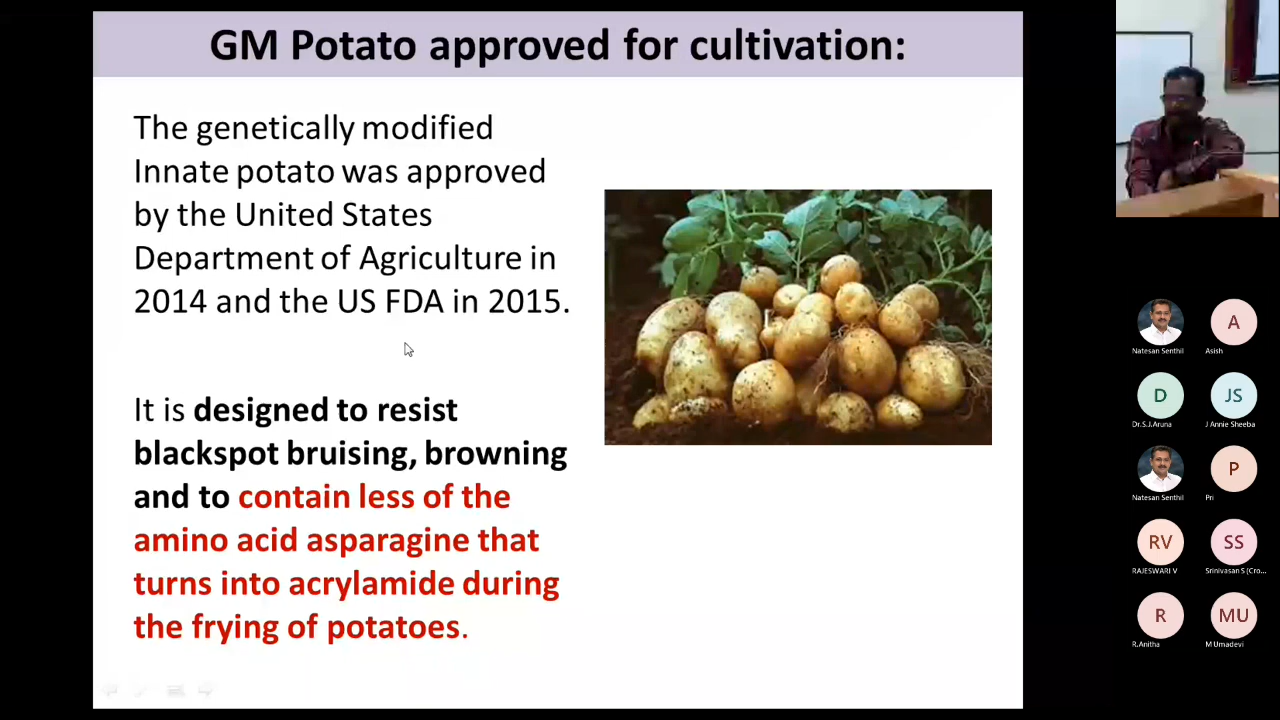 GM Potato approved for cultivation:
The genetically modified
Innate potato was approved
by the United States
Department of Agriculture in
2014 and the US FDA in 2015.
It is designed to resist
blackspot bruising, browning
and to contain less of the
amino acid asparagine that
turns into acrylamide during
the frying of potatoes.
Natesan Senthil
A
Asish
D
Dr.S.J.Aruna
JS
J Annie Sheeba
Natesan Senthil
P
Pri
RV
RAJESWARI V
SS
Srinivasan S (Cro...
R
R.Anitha
MU
M Umadevi